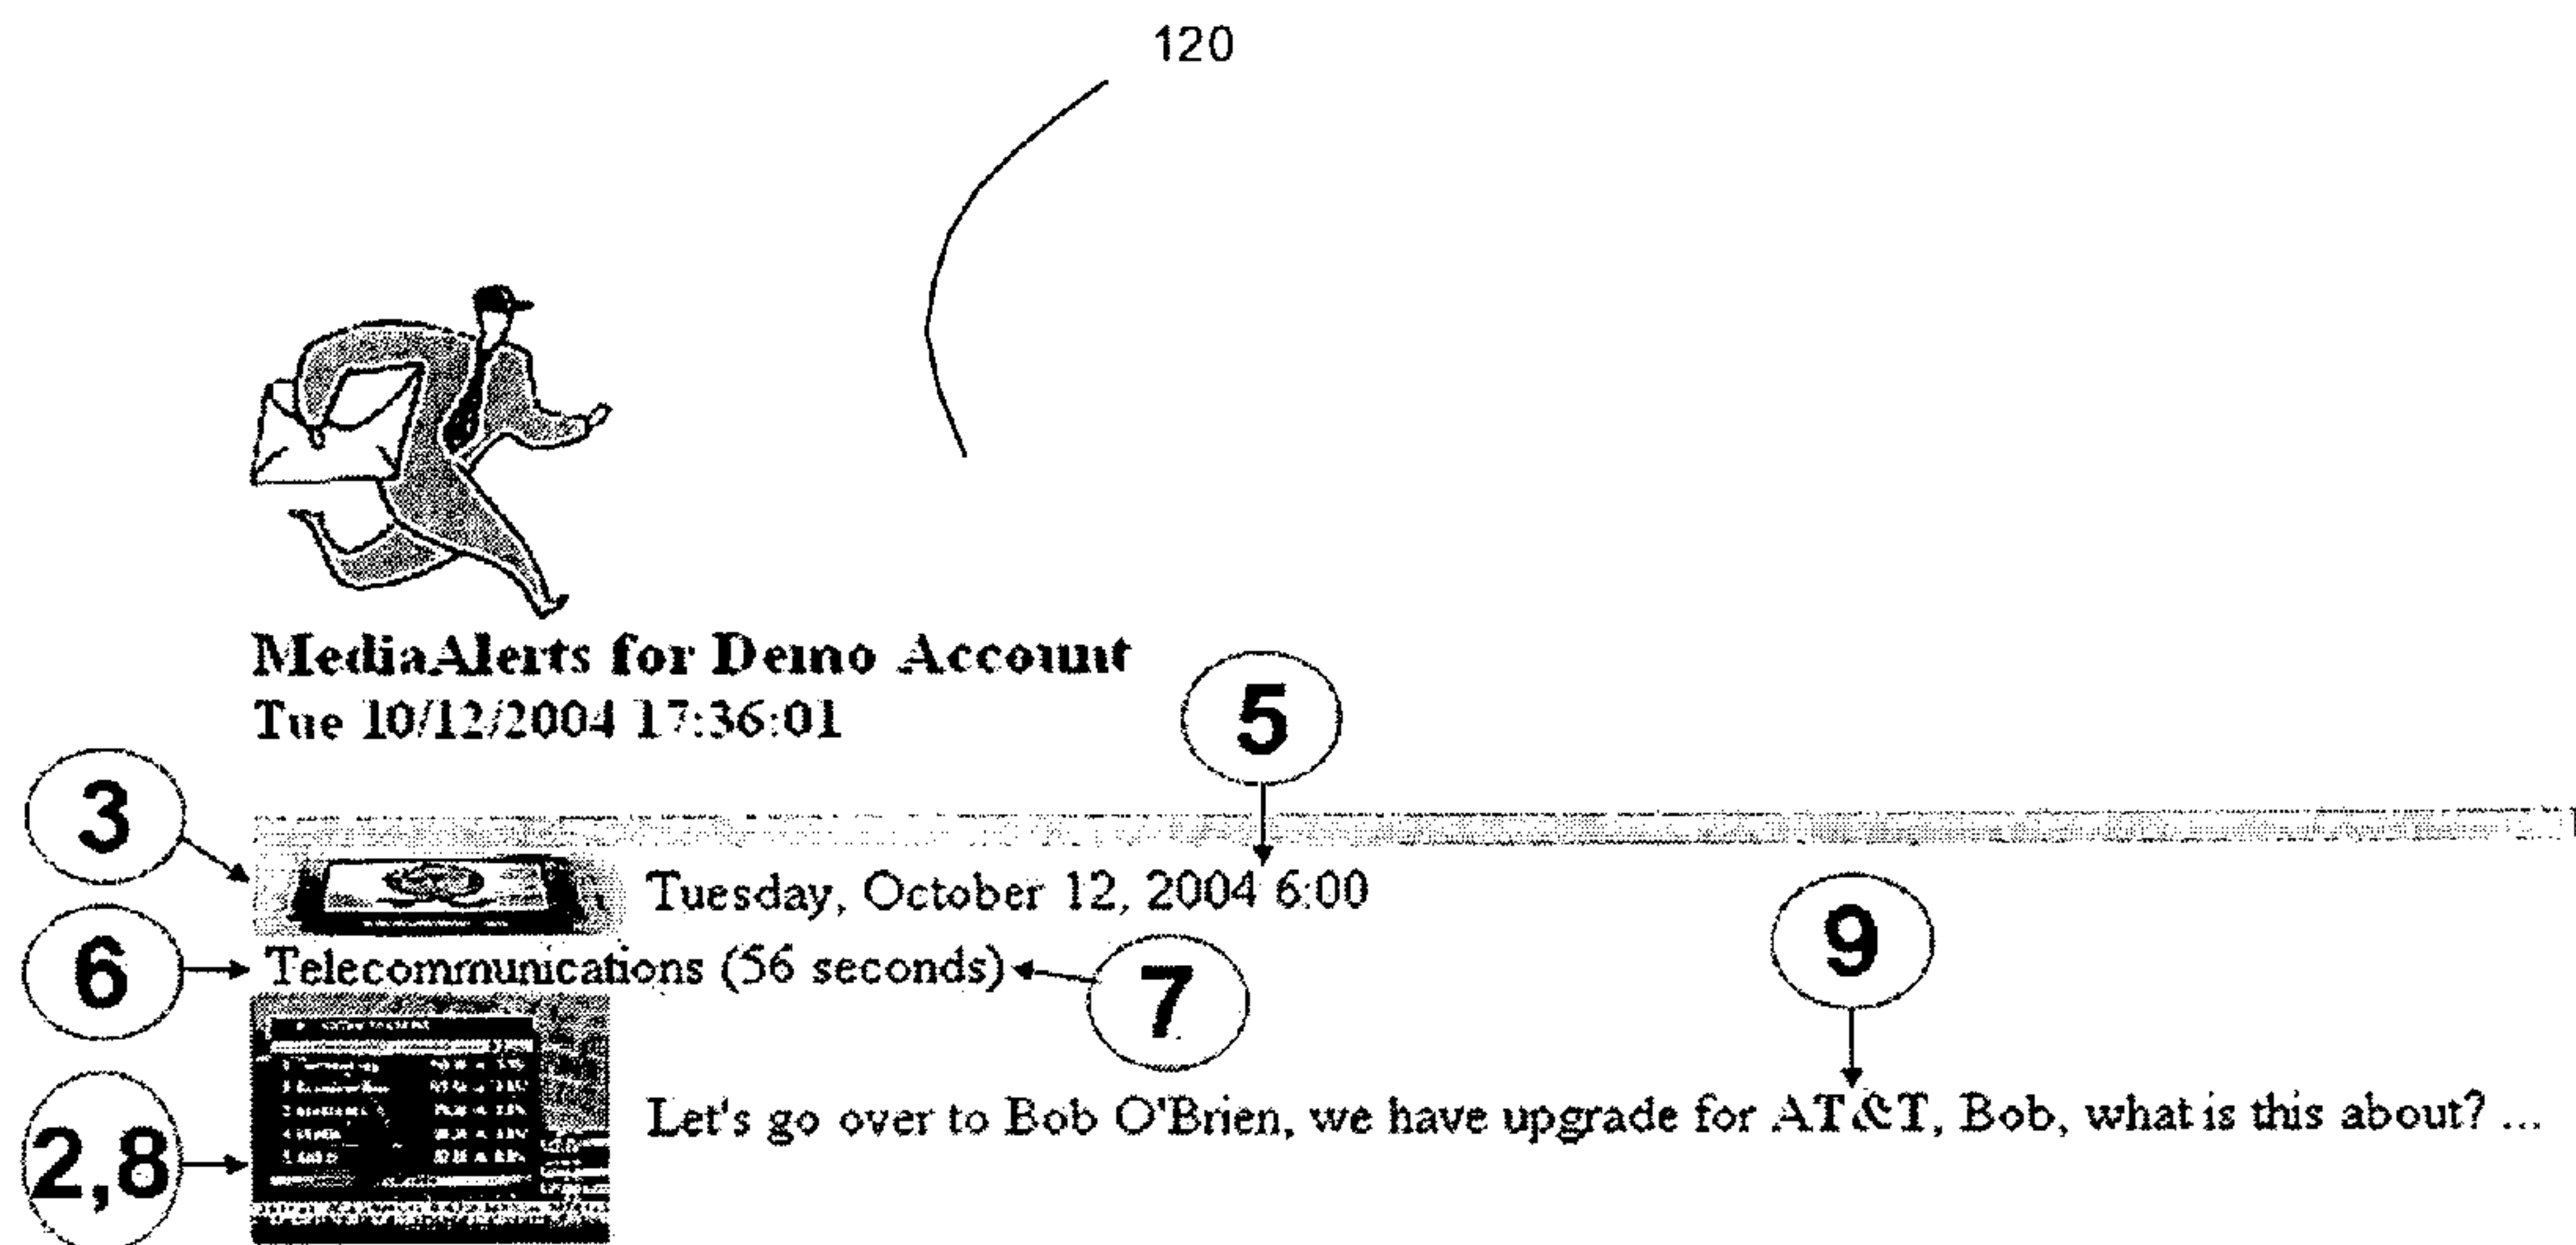 120
MediaAlerts for Demo Account
Tue 10/12/2004 17:36:01
5
3
Tuesday, October 12, 2004 6:00
9
6
Telecommunications (56 seconds)
7
Let's go over to Bob O'Brien, we have upgrade for AT&T, Bob, what is this about? ...
2,8